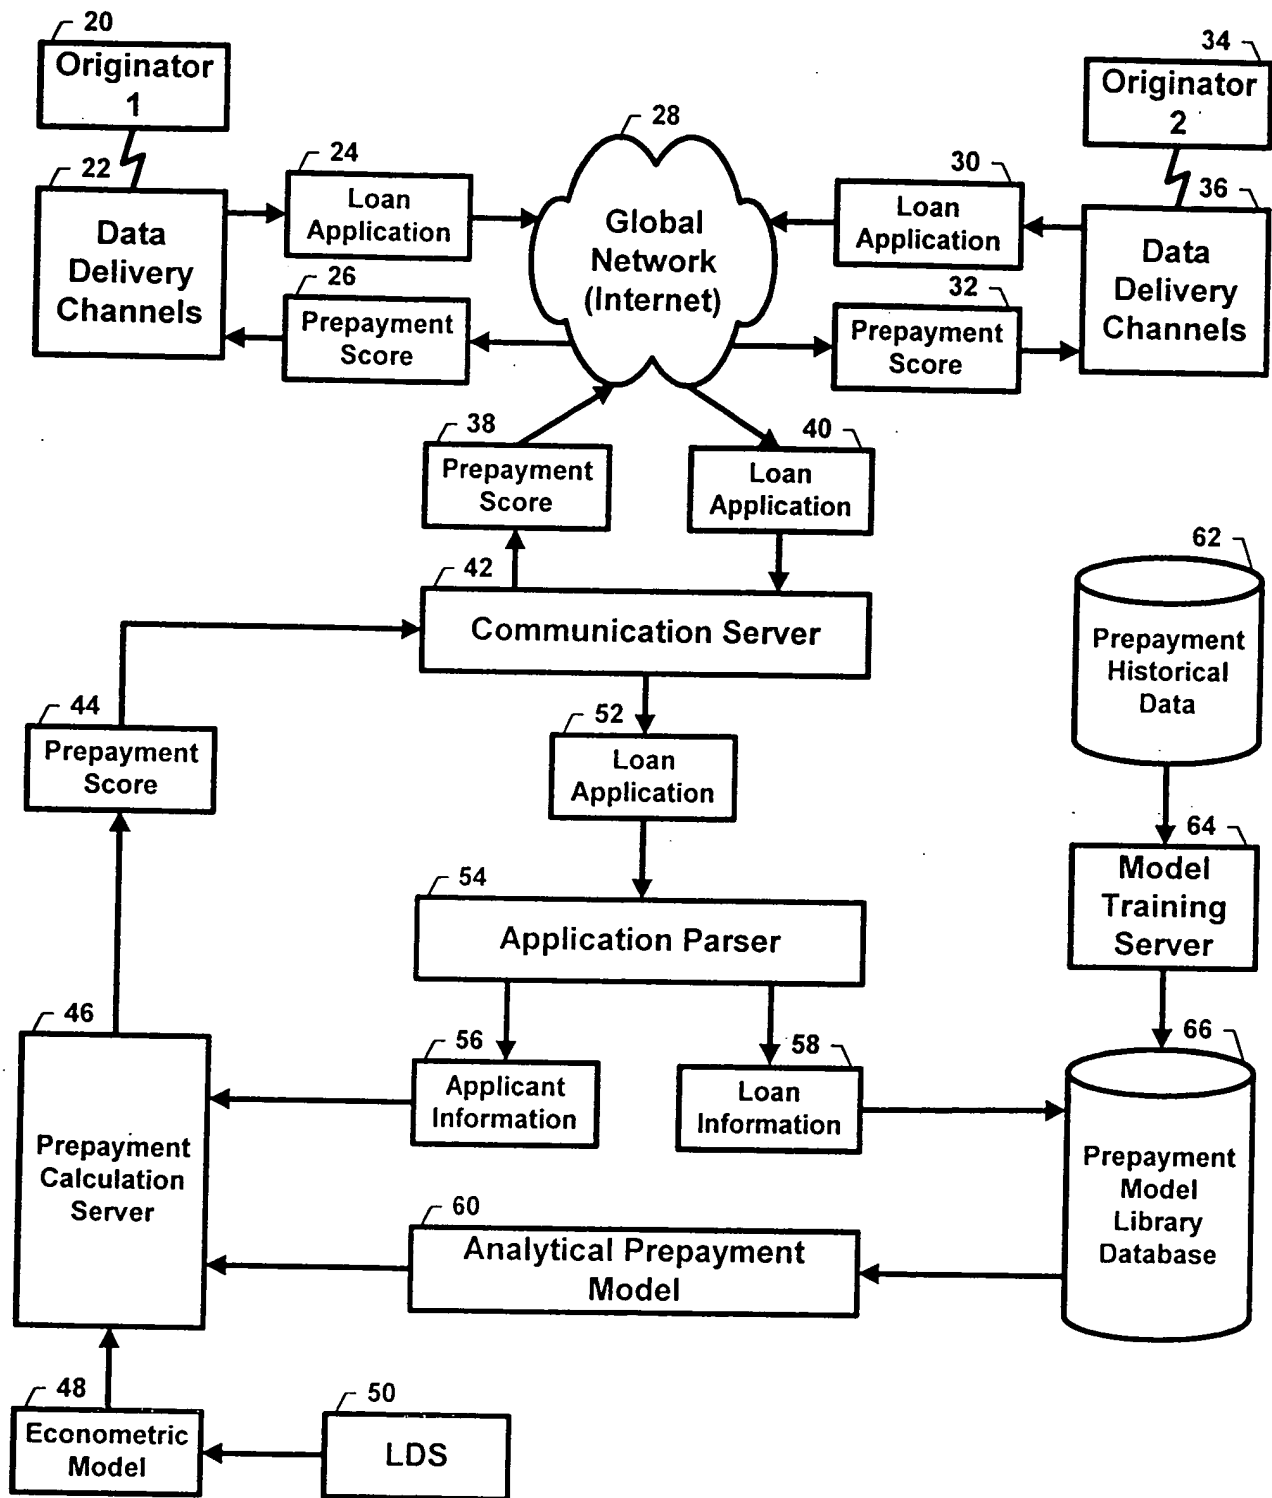 20
Originator
1
34
Originator
2
28
Global
Network
(Internet)
22
Data
Delivery
Channels
24
Loan
Application
26
Prepayment
Score
30
Loan
Application
32
Prepayment
Score
36
Data
Delivery
Channels
38
Prepayment
Score
40
Loan
Application
42
Communication Server
62
Prepayment
Historical
Data
44
Prepayment
Score
52
Loan
Application
64
Model
Training
Server
54
Application Parser
46
Prepayment
Calculation
Server
56
Applicant
Information
58
Loan
Information
66
Prepayment
Model
Library
Database
60
Analytical Prepayment
Model
48
Econometric
Model
50
LDS